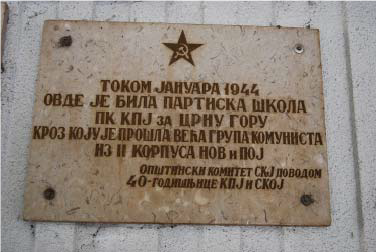 ТОКОМ ЈАНУАРА 1944
ОВДЕ ЈЕ БИЛА ПАРТИСКА ШКОЛА
ПК КПЈ ЗА ЦРНУ ГОРУ
КРОЗ КОЈУ ЈЕ ПРОШЛА ВЕЋА ГРУПА КОМУНИСТА
ИЗ II КОРПУСА НОВ и ПОЈ
ОПШТИНСКИ КОМИТЕТ СКЈ ПОВОДОМ
40-ГОДИШЊИЦЕ КПЈ и СКОЈ